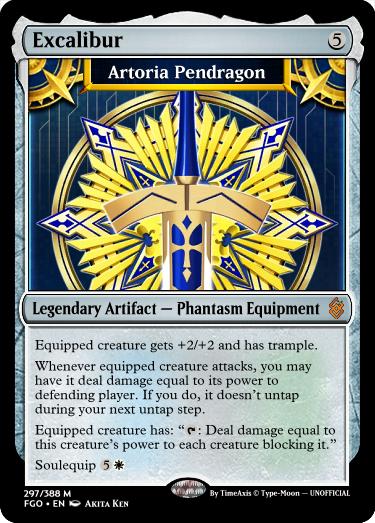 Excalibur 5
Artoria Pendragon
Legendary Artifact — Phantasm Equipment
Equipped creature gets +2/+2 and has trample.
Whenever equipped creature attacks, you may
have it deal damage equal to its power to
defending player. If you do, it doesn't untap
during your next untap step.
Equipped creature has: “: Deal damage equal to
this creature's power to each creature blocking it.”
Soulequip 5
297/388 M
FGO • EN Akita Ken
By TimeAxis © Type-Moon — UNOFFICIAL